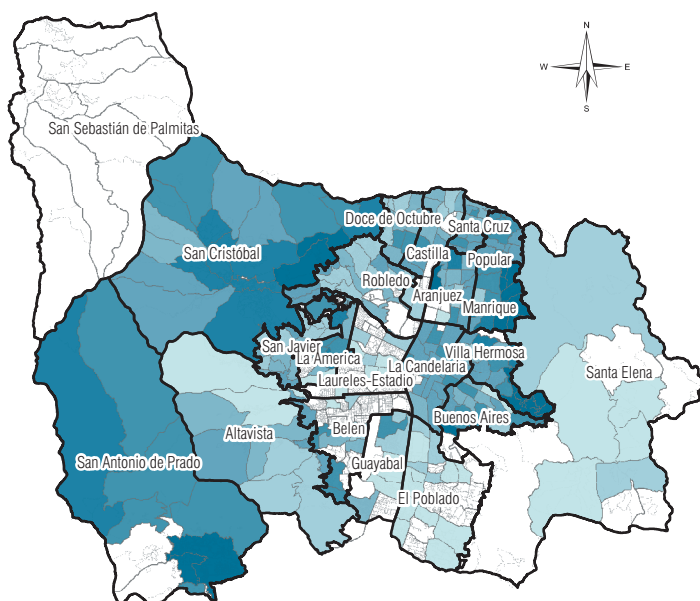 N
W E
S
San Sebastián de Palmitas
Doce de Octubre
Santa Cruz
San Cristóbal
Castilla
Popular
Robledo
Aranjuez
Manrique
San Javier
La America
La Candelaria
Villa Hermosa
Laureles-Estadio
Santa Elena
Buenos Aires
Altavista
Belen
San Antonio de Prado
Guayabal
El Poblado